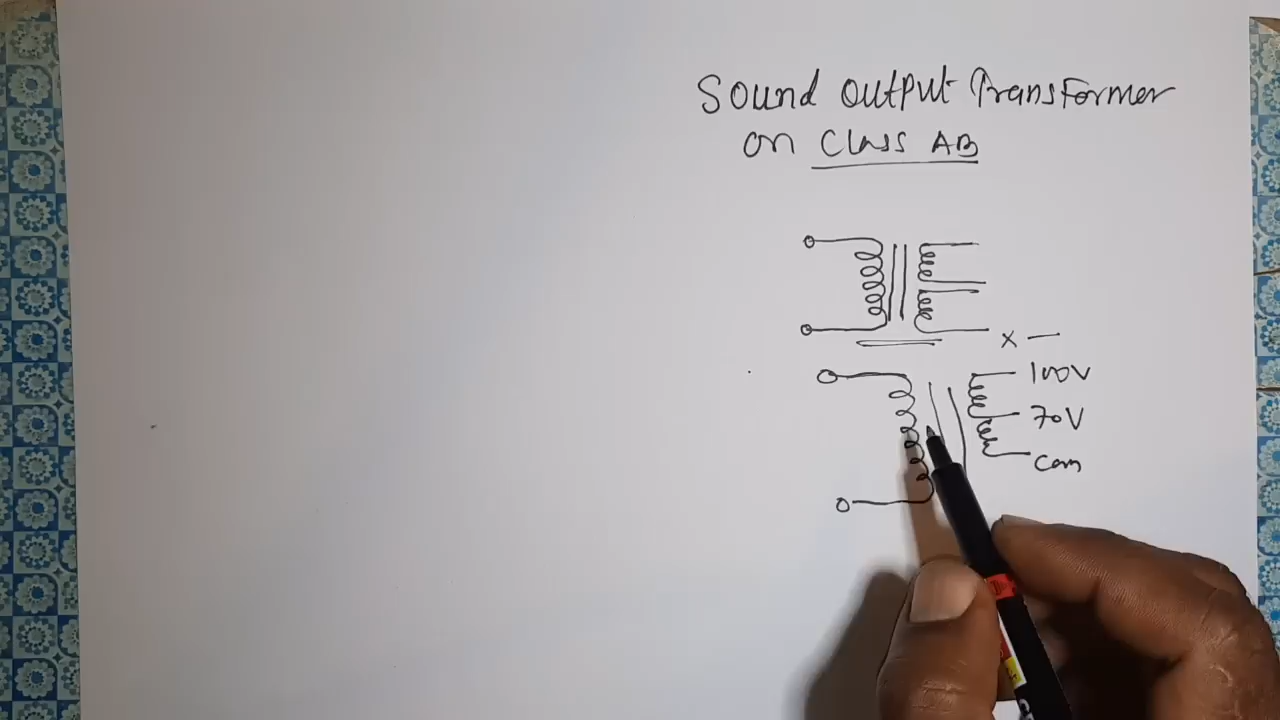 Sound Output Transformer
on Class AB
x —
100V
70V
Com